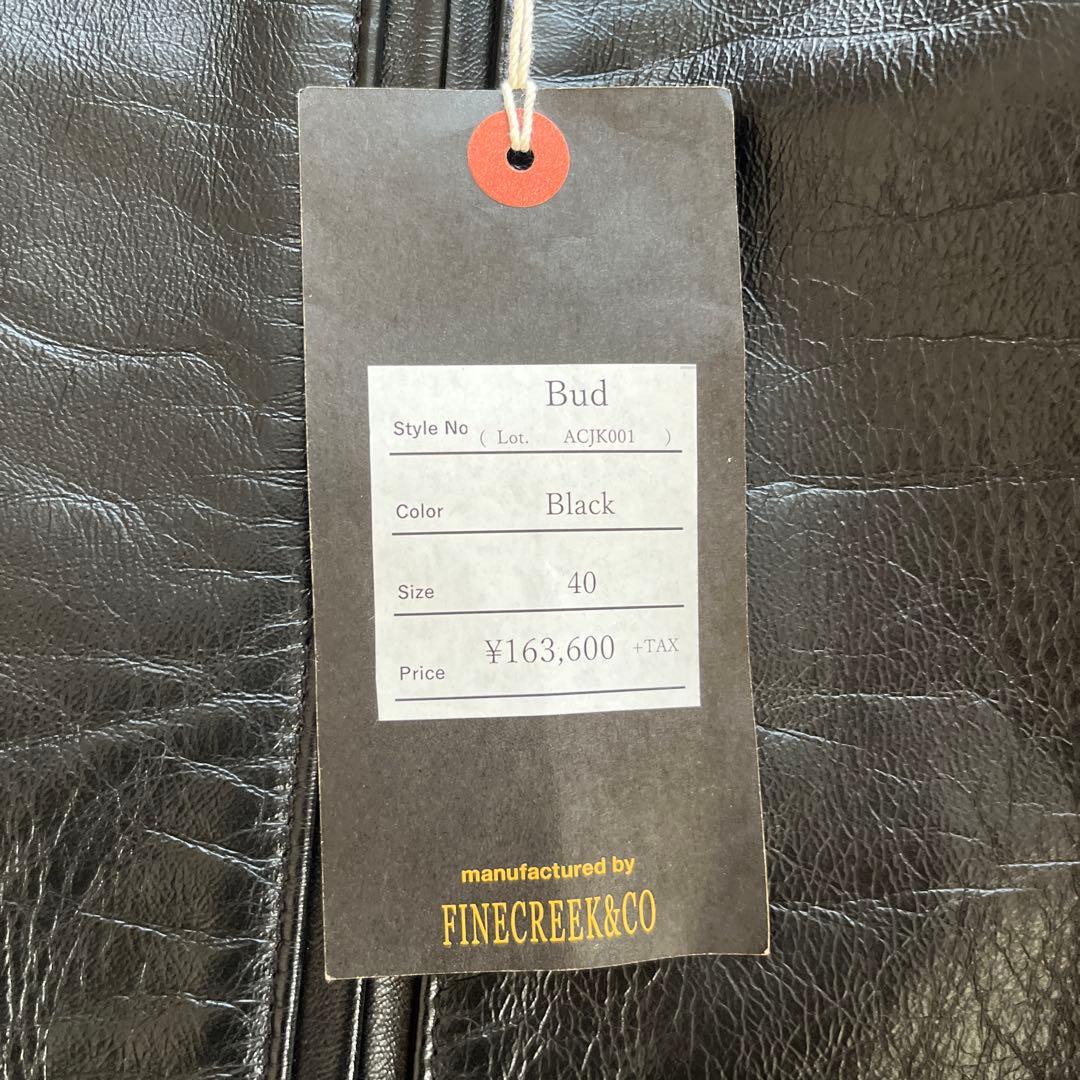 Bud
Style No ( Lot. ACJK001 )
Color Black
Size 40
Price ¥163,600 +TAX
manufactured by
FINECREEK&CO